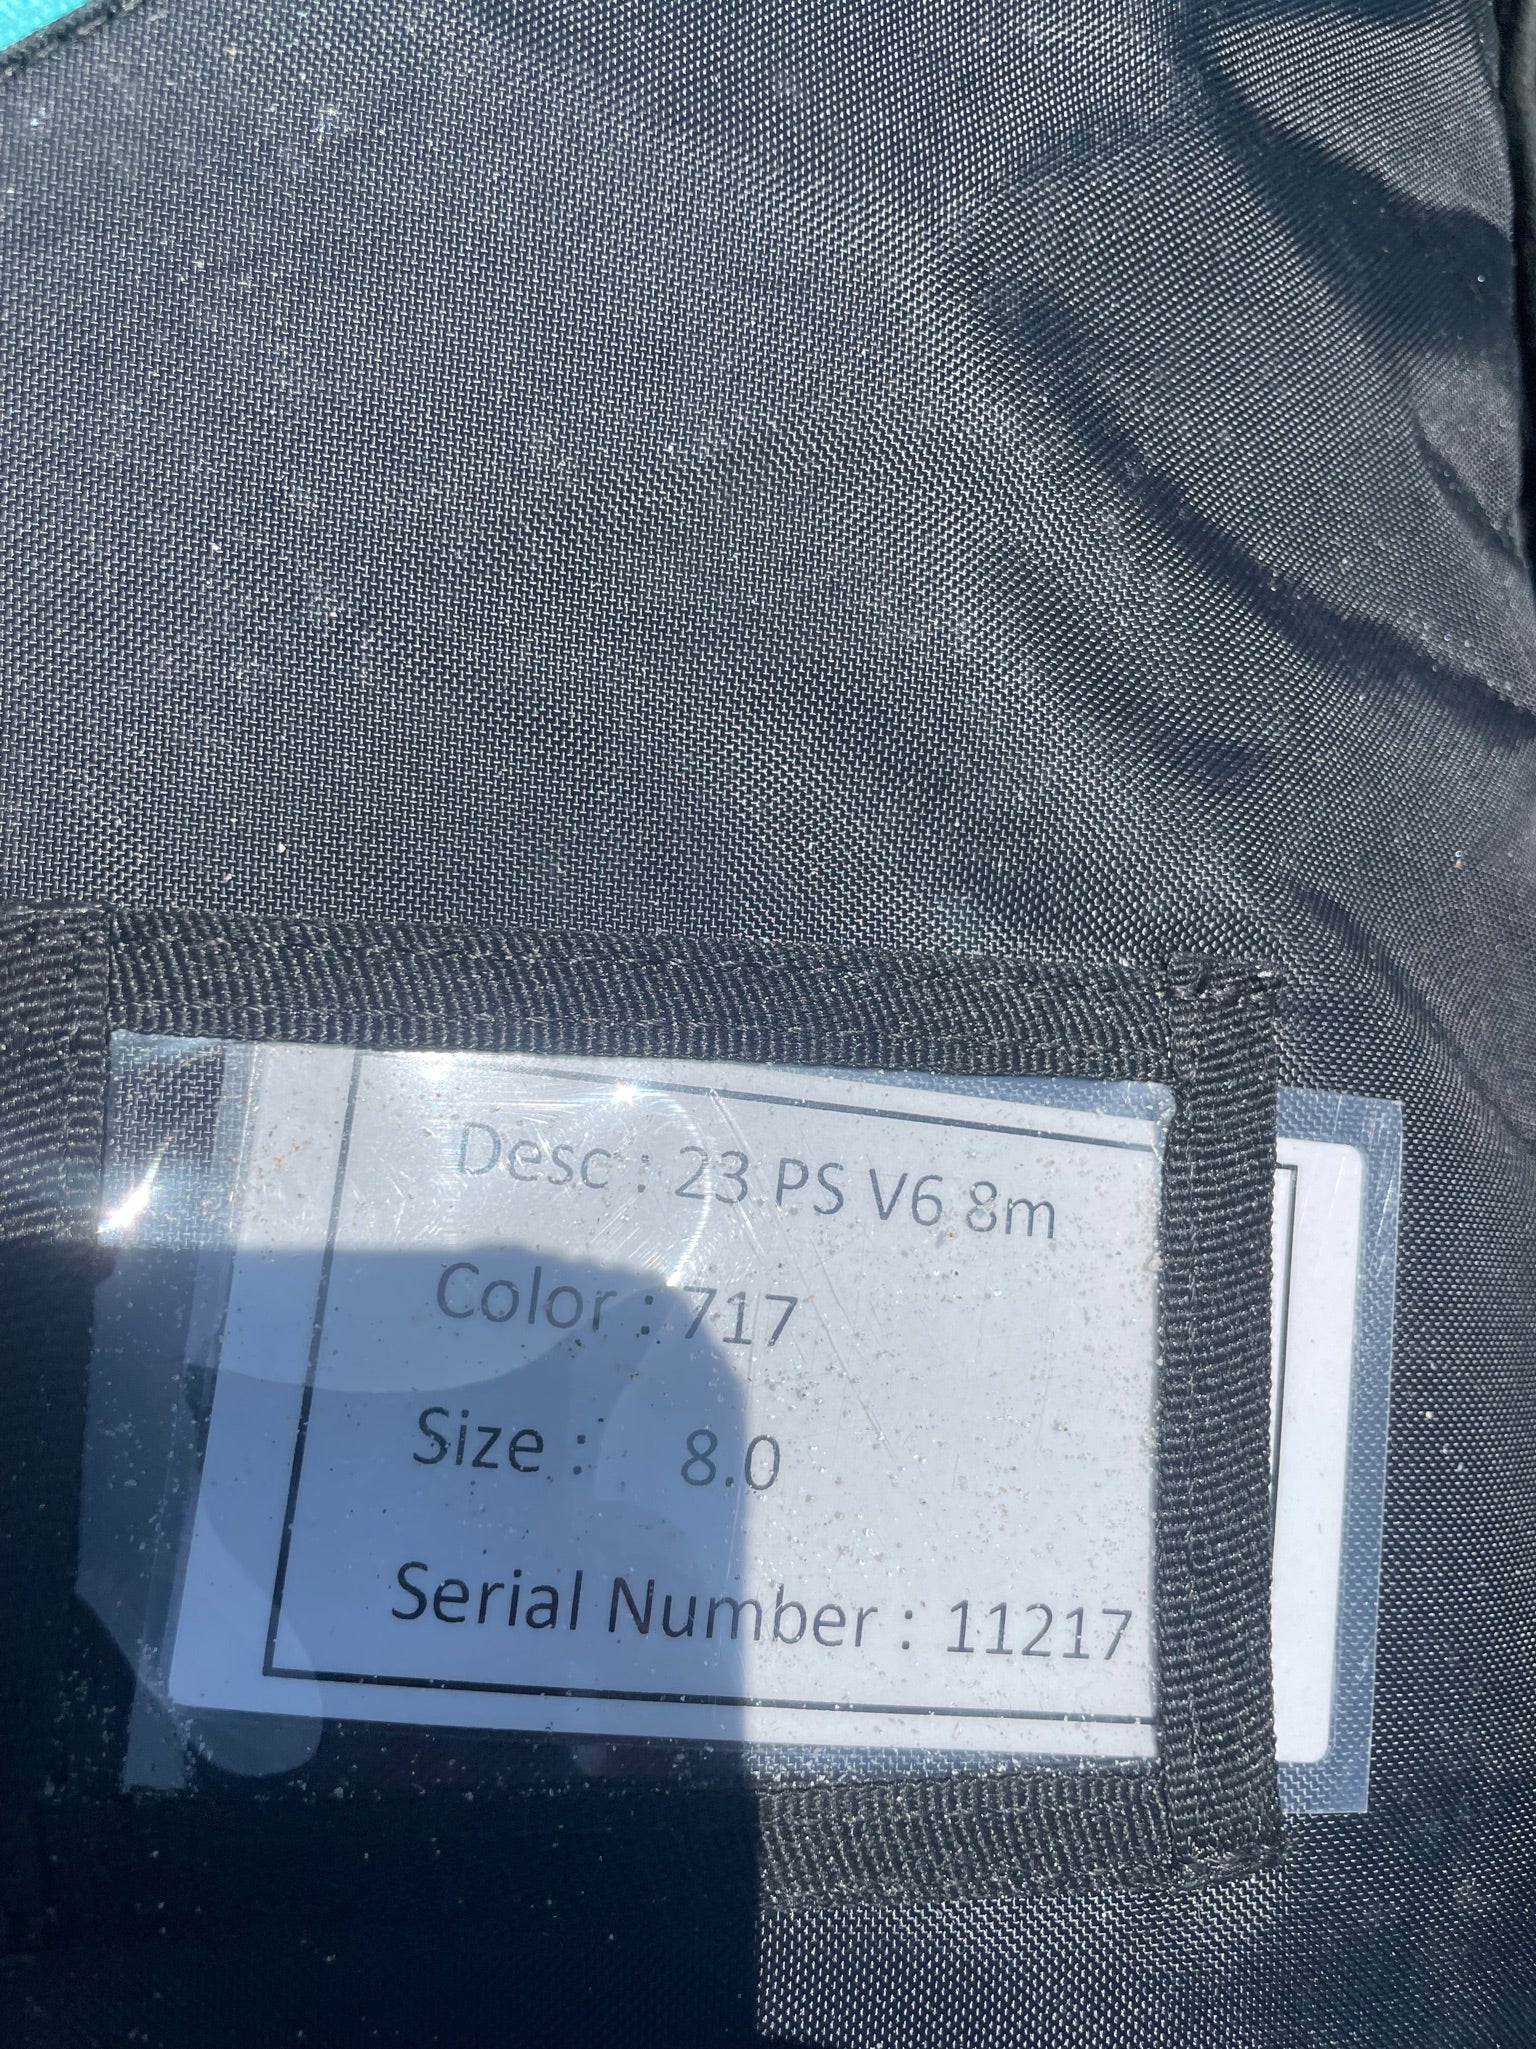 Desc : 23 PS V6 8m
Color : 717
Size : 8.0
Serial Number : 11217